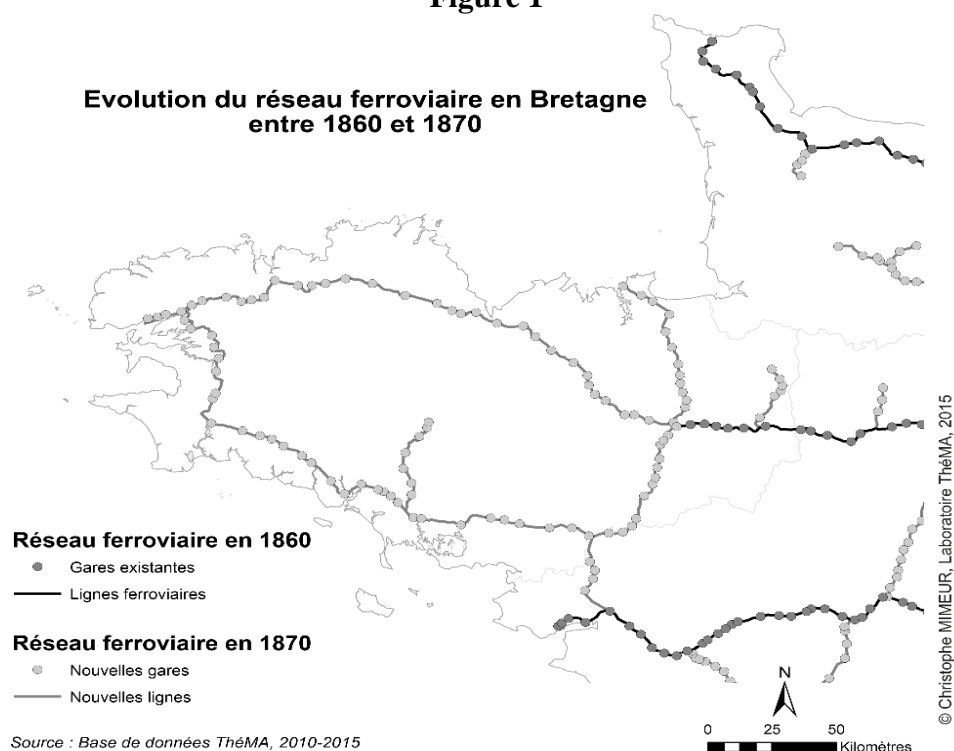 Figure 1
Evolution du réseau ferroviaire en Bretagne
entre 1860 et 1870
Réseau ferroviaire en 1860
Gares existantes
Lignes ferroviaires
Réseau ferroviaire en 1870
Nouvelles gares
Nouvelles lignes
Source : Base de données ThéMA, 2010-2015
N
0 25 50
Kilomètres
© Christophe MIMEUR, Laboratoire ThéMA, 2015